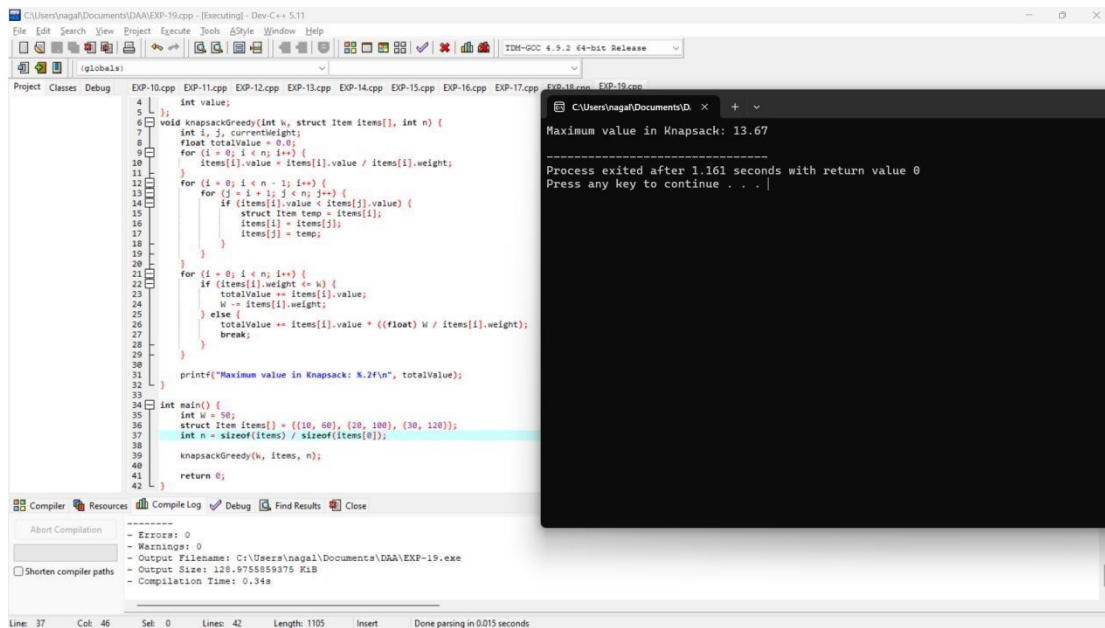 C:\Users\nagal\Documents\DAA\EXP-19.cpp - [Executing] - Dev-C++ 5.11
File Edit Search View Project Execute Tools AStyle Window Help
TDM-GCC 4.9.2 64-bit Release
(globals)
Project Classes Debug
EXP-10.cpp EXP-11.cpp EXP-12.cpp EXP-13.cpp EXP-14.cpp EXP-15.cpp EXP-16.cpp EXP-17.cpp EXP-18.cpp EXP-19.cpp
4 int value;
5 };
6 void knapsackGreedy(int W, struct Item items[], int n) {
7 int i, j, currentWeight;
8 float totalValue = 0.0;
9 for (i = 0; i < n; i++) {
10 items[i].value = items[i].value / items[i].weight;
11 }
12 for (i = 0; i < n - 1; i++) {
13 for (j = i + 1; j < n; j++) {
14 if (items[i].value < items[j].value) {
15 struct Item temp = items[i];
16 items[i] = items[j];
17 items[j] = temp;
18 }
19 }
20 }
21 for (i = 0; i < n; i++) {
22 if (items[i].weight <= W) {
23 totalValue += items[i].value;
24 W -= items[i].weight;
25 } else {
26 totalValue += items[i].value * ((float) W / items[i].weight);
27 break;
28 }
29 }
30
31 printf("Maximum value in Knapsack: %.2f\n", totalValue);
32 }
33
34 int main() {
35 int W = 50;
36 struct Item items[] = {{10, 60}, {20, 100}, {30, 120}};
37 int n = sizeof(items) / sizeof(items[0]);
38
39 knapsackGreedy(W, items, n);
40
41 return 0;
42 }
C:\Users\nagal\Documents\D.
Maximum value in Knapsack: 13.67
--------------------------------
Process exited after 1.161 seconds with return value 0
Press any key to continue . . .
Compiler Resources Compile Log Debug Find Results Close
Abort Compilation
Shorten compiler paths
--------
- Errors: 0
- Warnings: 0
- Output Filename: C:\Users\nagal\Documents\DAA\EXP-19.exe
- Output Size: 128.9755859375 KiB
- Compilation Time: 0.34s
Line: 37 Col: 46 Sel: 0 Lines: 42 Length: 1105 Insert Done parsing in 0.015 seconds